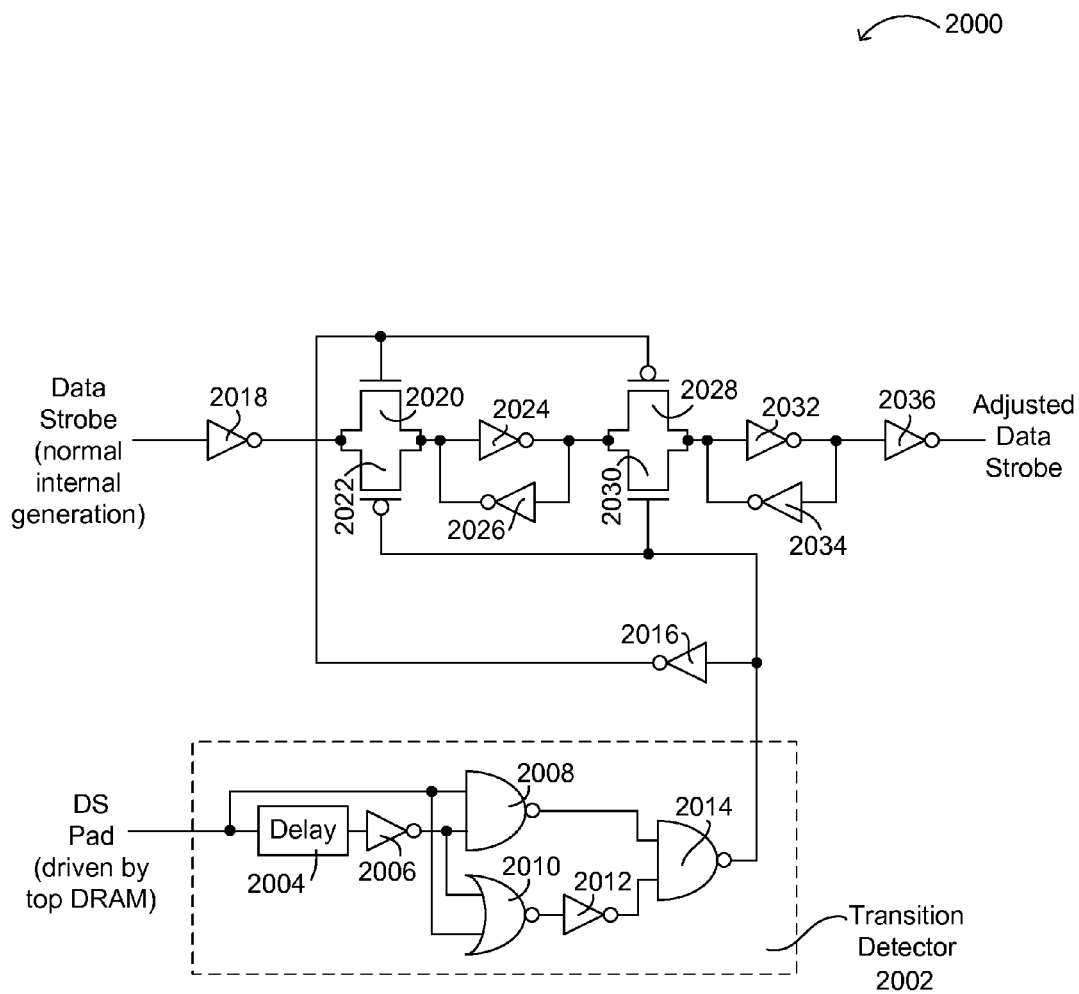 2000
Data
Strobe
(normal
internal
generation)
2018
2020
2022
2024
2026
2028
2030
2032
2034
2036
Adjusted
Data
Strobe
2016
DS
Pad
(driven by
top DRAM)
Delay
2004
2006
2008
2010
2012
2014
Transition
Detector
2002